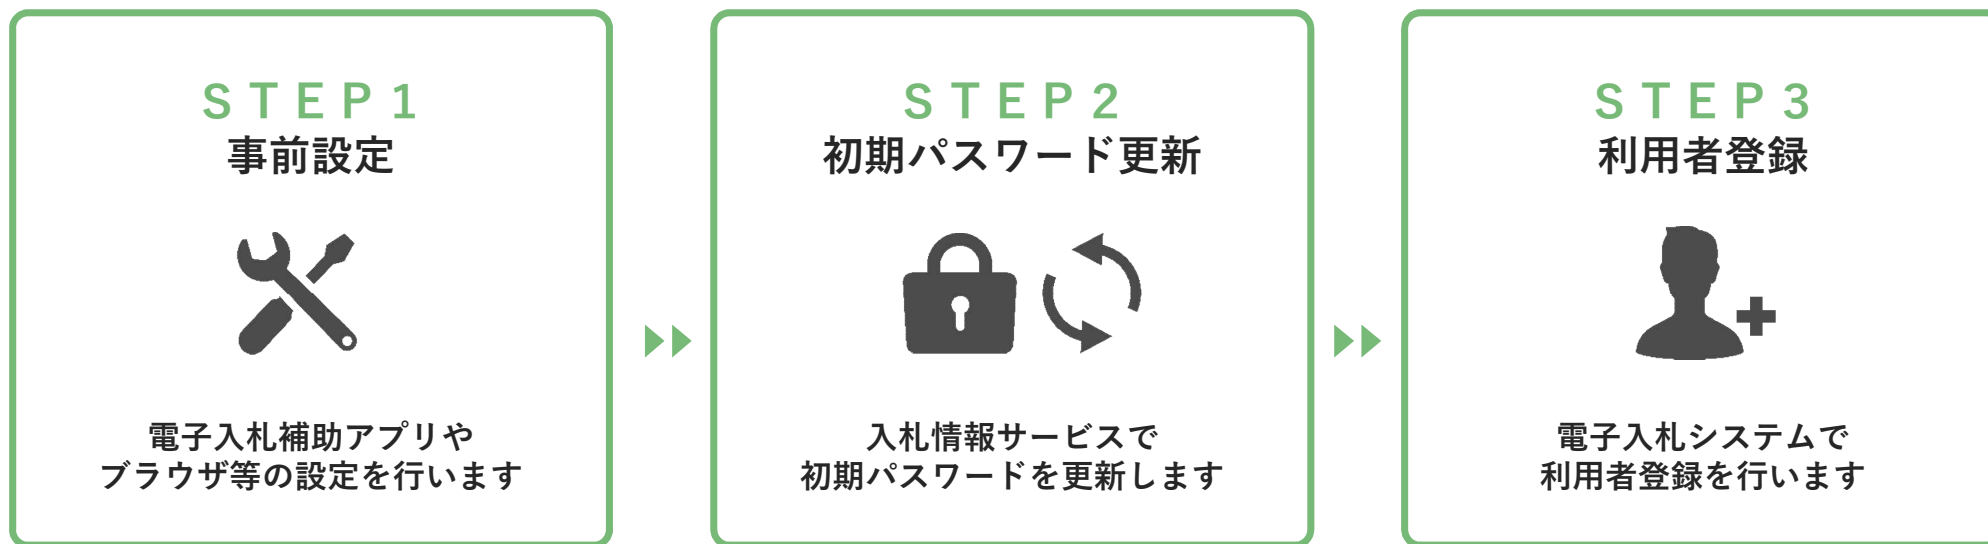 ＳＴＥＰ１
事前設定
電子入札補助アプリや
ブラウザ等の設定を行います
ＳＴＥＰ２
初期パスワード更新
入札情報サービスで
初期パスワードを更新します
ＳＴＥＰ３
利用者登録
電子入札システムで
利用者登録を行います